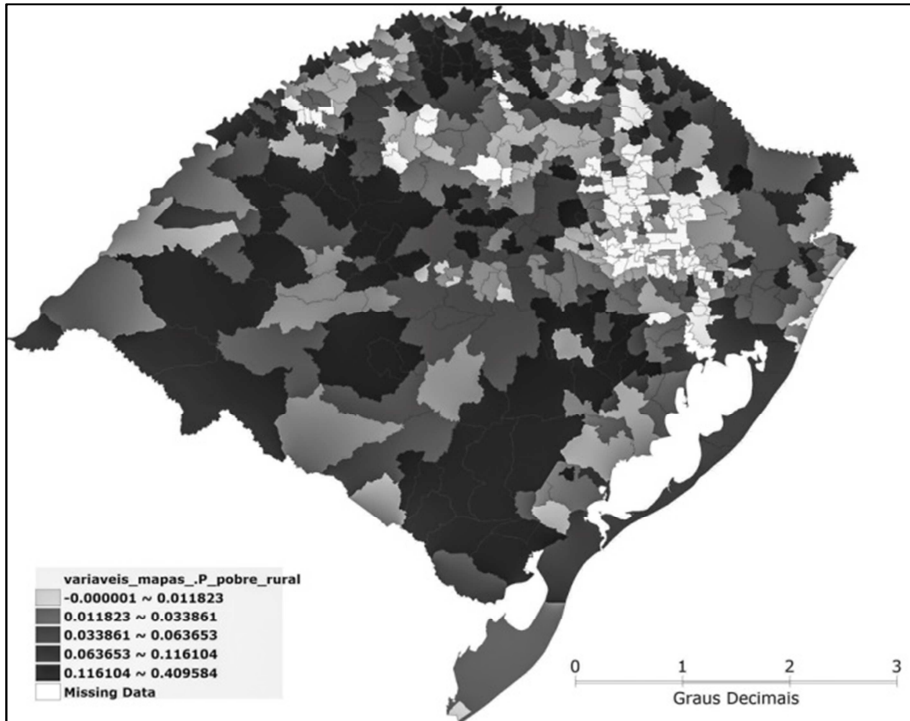 variaveis_mapas_.P_pobre_rural
-0.000001 ~ 0.011823
0.011823 ~ 0.033861
0.033861 ~ 0.063653
0.063653 ~ 0.116104
0.116104 ~ 0.409584
Missing Data
0 1 2 3
Graus Decimais